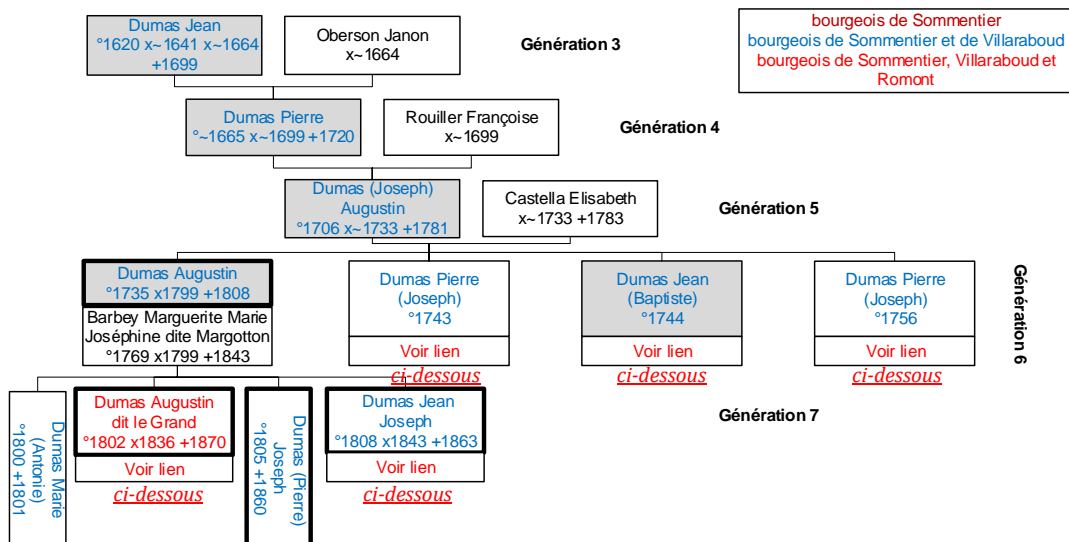 Dumas Jean
°1620 x~1641 x~1664
+1699
Oberson Janon
x~1664
Génération 3
bourgeois de Sommentier
bourgeois de Sommentier et de Villaraboud
bourgeois de Sommentier, Villaraboud et
Romont
Dumas Pierre
°~1665 x~1699 +1720
Rouiller Françoise
x~1699
Génération 4
Dumas (Joseph)
Augustin
°1706 x~1733 +1781
Castella Elisabeth
x~1733 +1783
Génération 5
Dumas Augustin
°1735 x1799 +1808
Barbey Marguerite Marie
Joséphine dite Margotton
°1769 x1799 +1843
Dumas Pierre
(Joseph)
°1743
Voir lien
ci-dessous
Dumas Jean
(Baptiste)
°1744
Voir lien
ci-dessous
Dumas Pierre
(Joseph)
°1756
Voir lien
ci-dessous
Génération 6
Dumas Marie
(Antonie)
°1800 +1801
Dumas Augustin
dit le Grand
°1802 x1836 +1870
Voir lien
ci-dessous
Dumas (Pierre)
Joseph
°1805 +1860
Dumas Jean
Joseph
°1808 x1843 +1863
Voir lien
ci-dessous
Génération 7